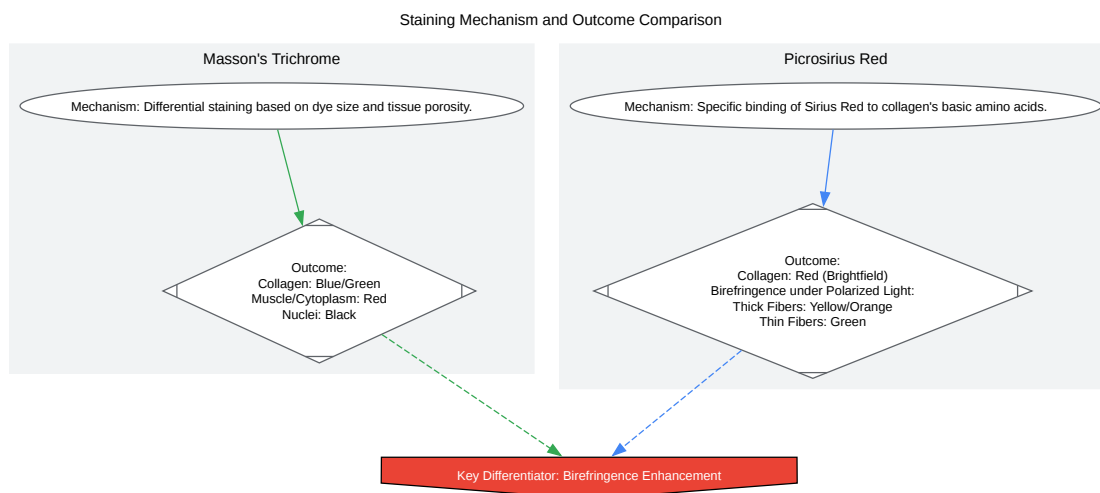 Staining Mechanism and Outcome Comparison
Masson's Trichrome
Mechanism: Differential staining based on dye size and tissue porosity.
Outcome:
Collagen: Blue/Green
Muscle/Cytoplasm: Red
Nuclei: Black
Picrosirius Red
Mechanism: Specific binding of Sirius Red to collagen's basic amino acids.
Outcome:
Collagen: Red (Brightfield)
Birefringence under Polarized Light:
Thick Fibers: Yellow/Orange
Thin Fibers: Green
Key Differentiator: Birefringence Enhancement